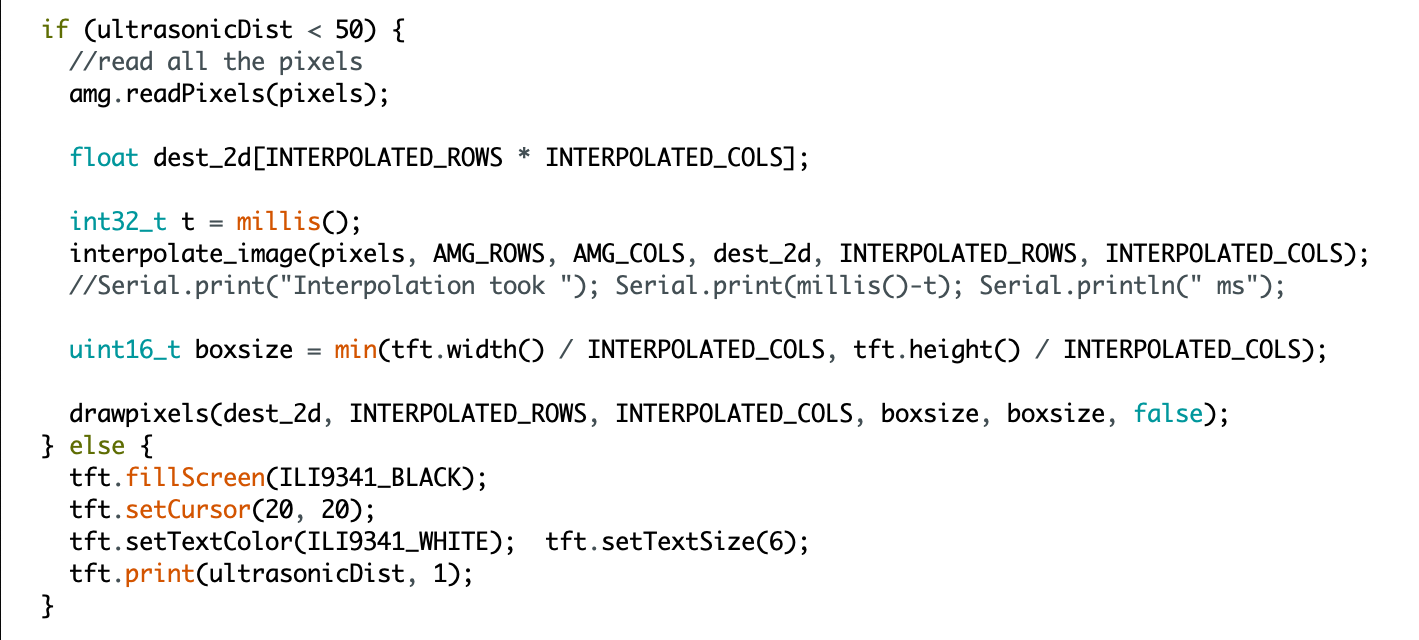 if (ultrasonicDist < 50) {
//read all the pixels
amg.readPixels(pixels);
float dest_2d[INTERPOLATED_ROWS * INTERPOLATED_COLS];
int32_t t = millis();
interpolate_image(pixels, AMG_ROWS, AMG_COLS, dest_2d, INTERPOLATED_ROWS, INTERPOLATED_COLS);
//Serial.print("Interpolation took "); Serial.print(millis()-t); Serial.println(" ms");
uint16_t boxsize = min(tft.width() / INTERPOLATED_COLS, tft.height() / INTERPOLATED_COLS);
drawpixels(dest_2d, INTERPOLATED_ROWS, INTERPOLATED_COLS, boxsize, boxsize, false);
} else {
tft.fillScreen(ILI9341_BLACK);
tft.setCursor(20, 20);
tft.setTextColor(ILI9341_WHITE);  tft.setTextSize(6);
tft.print(ultrasonicDist, 1);
}